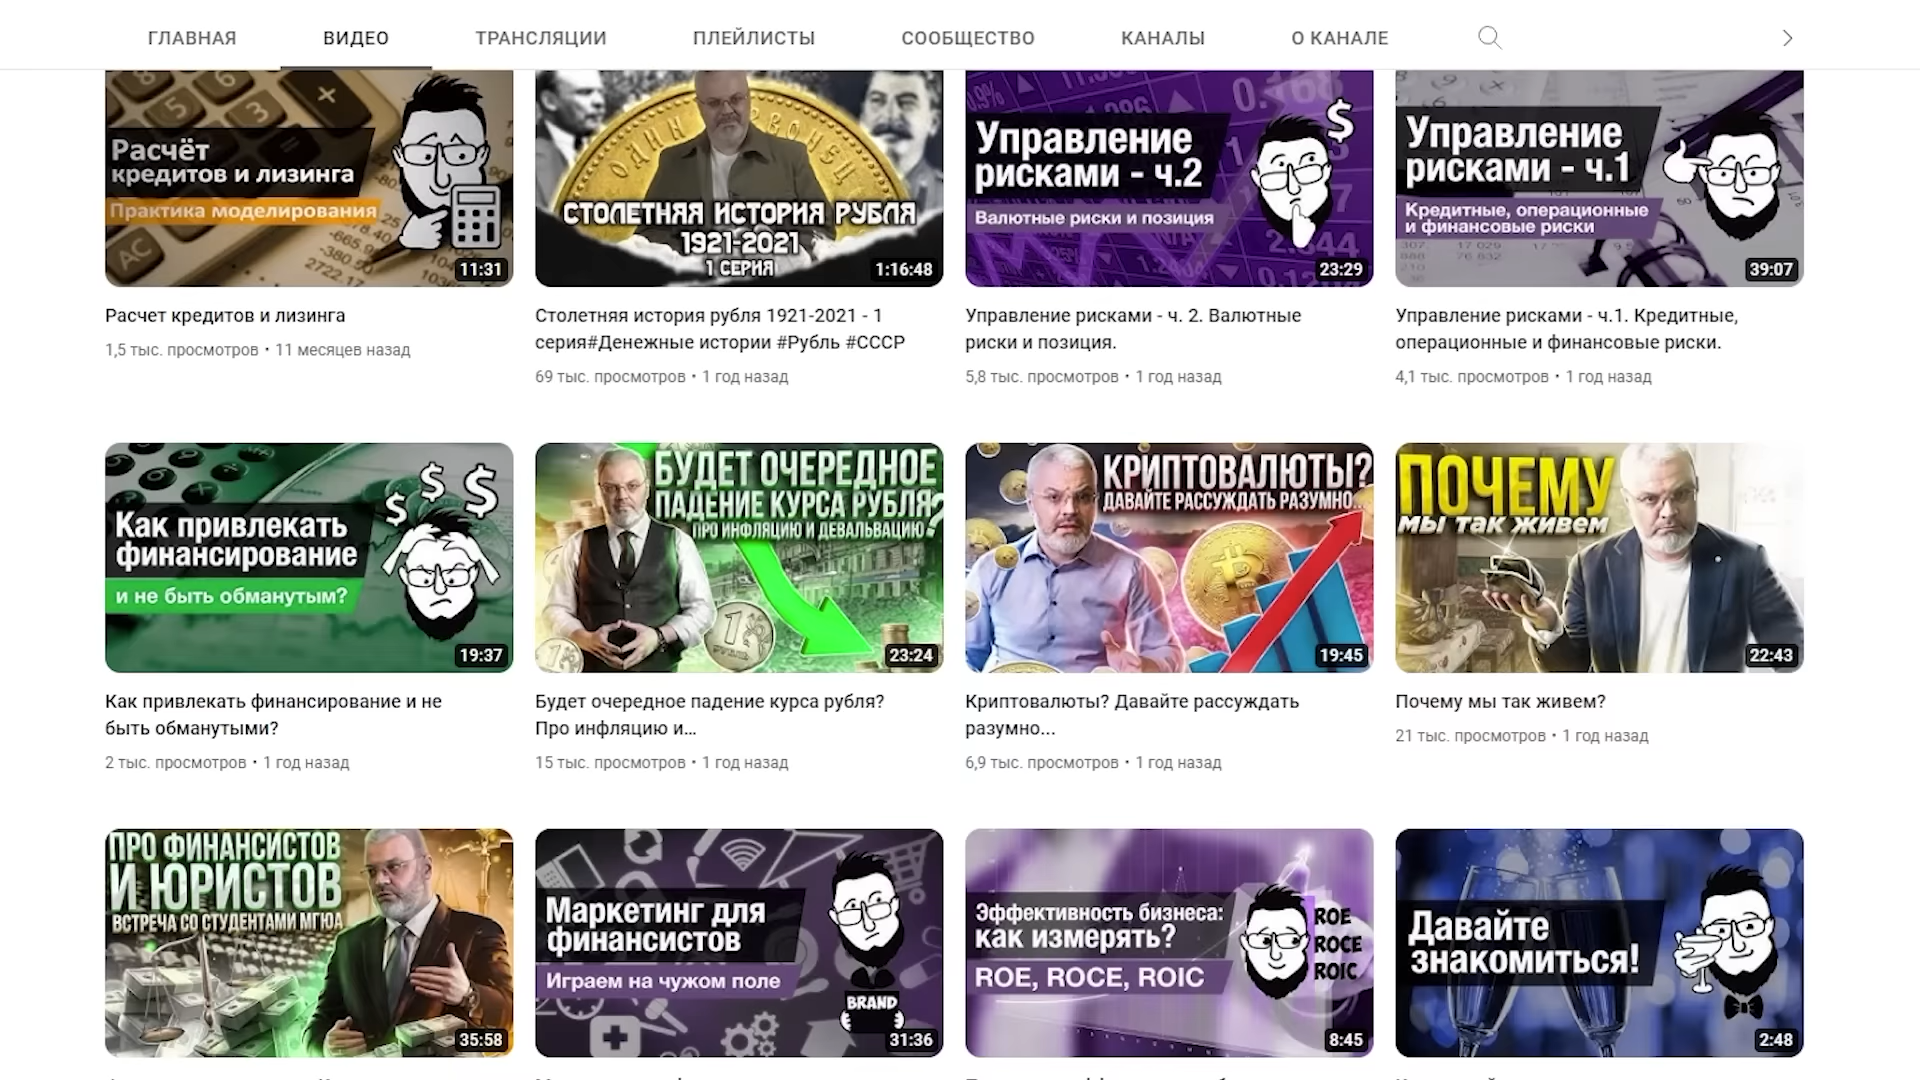 ГЛАВНАЯ
ВИДЕО
ТРАНСЛЯЦИИ
ПЛЕЙЛИСТЫ
СООБЩЕСТВО
КАНАЛЫ
О КАНАЛЕ
Расчёт
кредитов и лизинга
Практика моделирования
11:31
Расчет кредитов и лизинга
1,5 тыс. просмотров • 11 месяцев назад
СТОЛЕТНЯЯ ИСТОРИЯ РУБЛЯ
1921-2021
1 СЕРИЯ
1:16:48
Столетняя история рубля 1921-2021 - 1
серия#Денежные истории #Рубль #СССР
69 тыс. просмотров • 1 год назад
$
Управление
рисками - ч.2
Валютные риски и позиция
23:29
Управление рисками - ч. 2. Валютные
риски и позиция.
5,8 тыс. просмотров • 1 год назад
Управление
рисками - ч.1
Кредитные, операционные
и финансовые риски
39:07
Управление рисками - ч.1. Кредитные,
операционные и финансовые риски.
4,1 тыс. просмотров • 1 год назад
$ $ $
Как привлекать
финансирование
и не быть обманутым?
19:37
Как привлекать финансирование и не
быть обманутыми?
2 тыс. просмотров • 1 год назад
БУДЕТ ОЧЕРЕДНОЕ
ПАДЕНИЕ КУРСА РУБЛЯ?
ПРО ИНФЛЯЦИЮ И ДЕВАЛЬВАЦИЮ
23:24
Будет очередное падение курса рубля?
Про инфляцию и...
15 тыс. просмотров • 1 год назад
КРИПТОВАЛЮТЫ?
ДАВАЙТЕ РАССУЖДАТЬ РАЗУМНО...
19:45
Криптовалюты? Давайте рассуждать
разумно...
6,9 тыс. просмотров • 1 год назад
ПОЧЕМУ
МЫ ТАК ЖИВЕМ
22:43
Почему мы так живем?
21 тыс. просмотров • 1 год назад
ПРО ФИНАНСИСТОВ
И ЮРИСТОВ
ВСТРЕЧА СО СТУДЕНТАМИ МГЮА
35:58
Маркетинг для
финансистов
Играем на чужом поле
BRAND
31:36
Эффективность бизнеса:
как измерять?
ROE, ROCE, ROIC
ROE
ROCE
ROIC
8:45
Давайте
знакомиться!
2:48